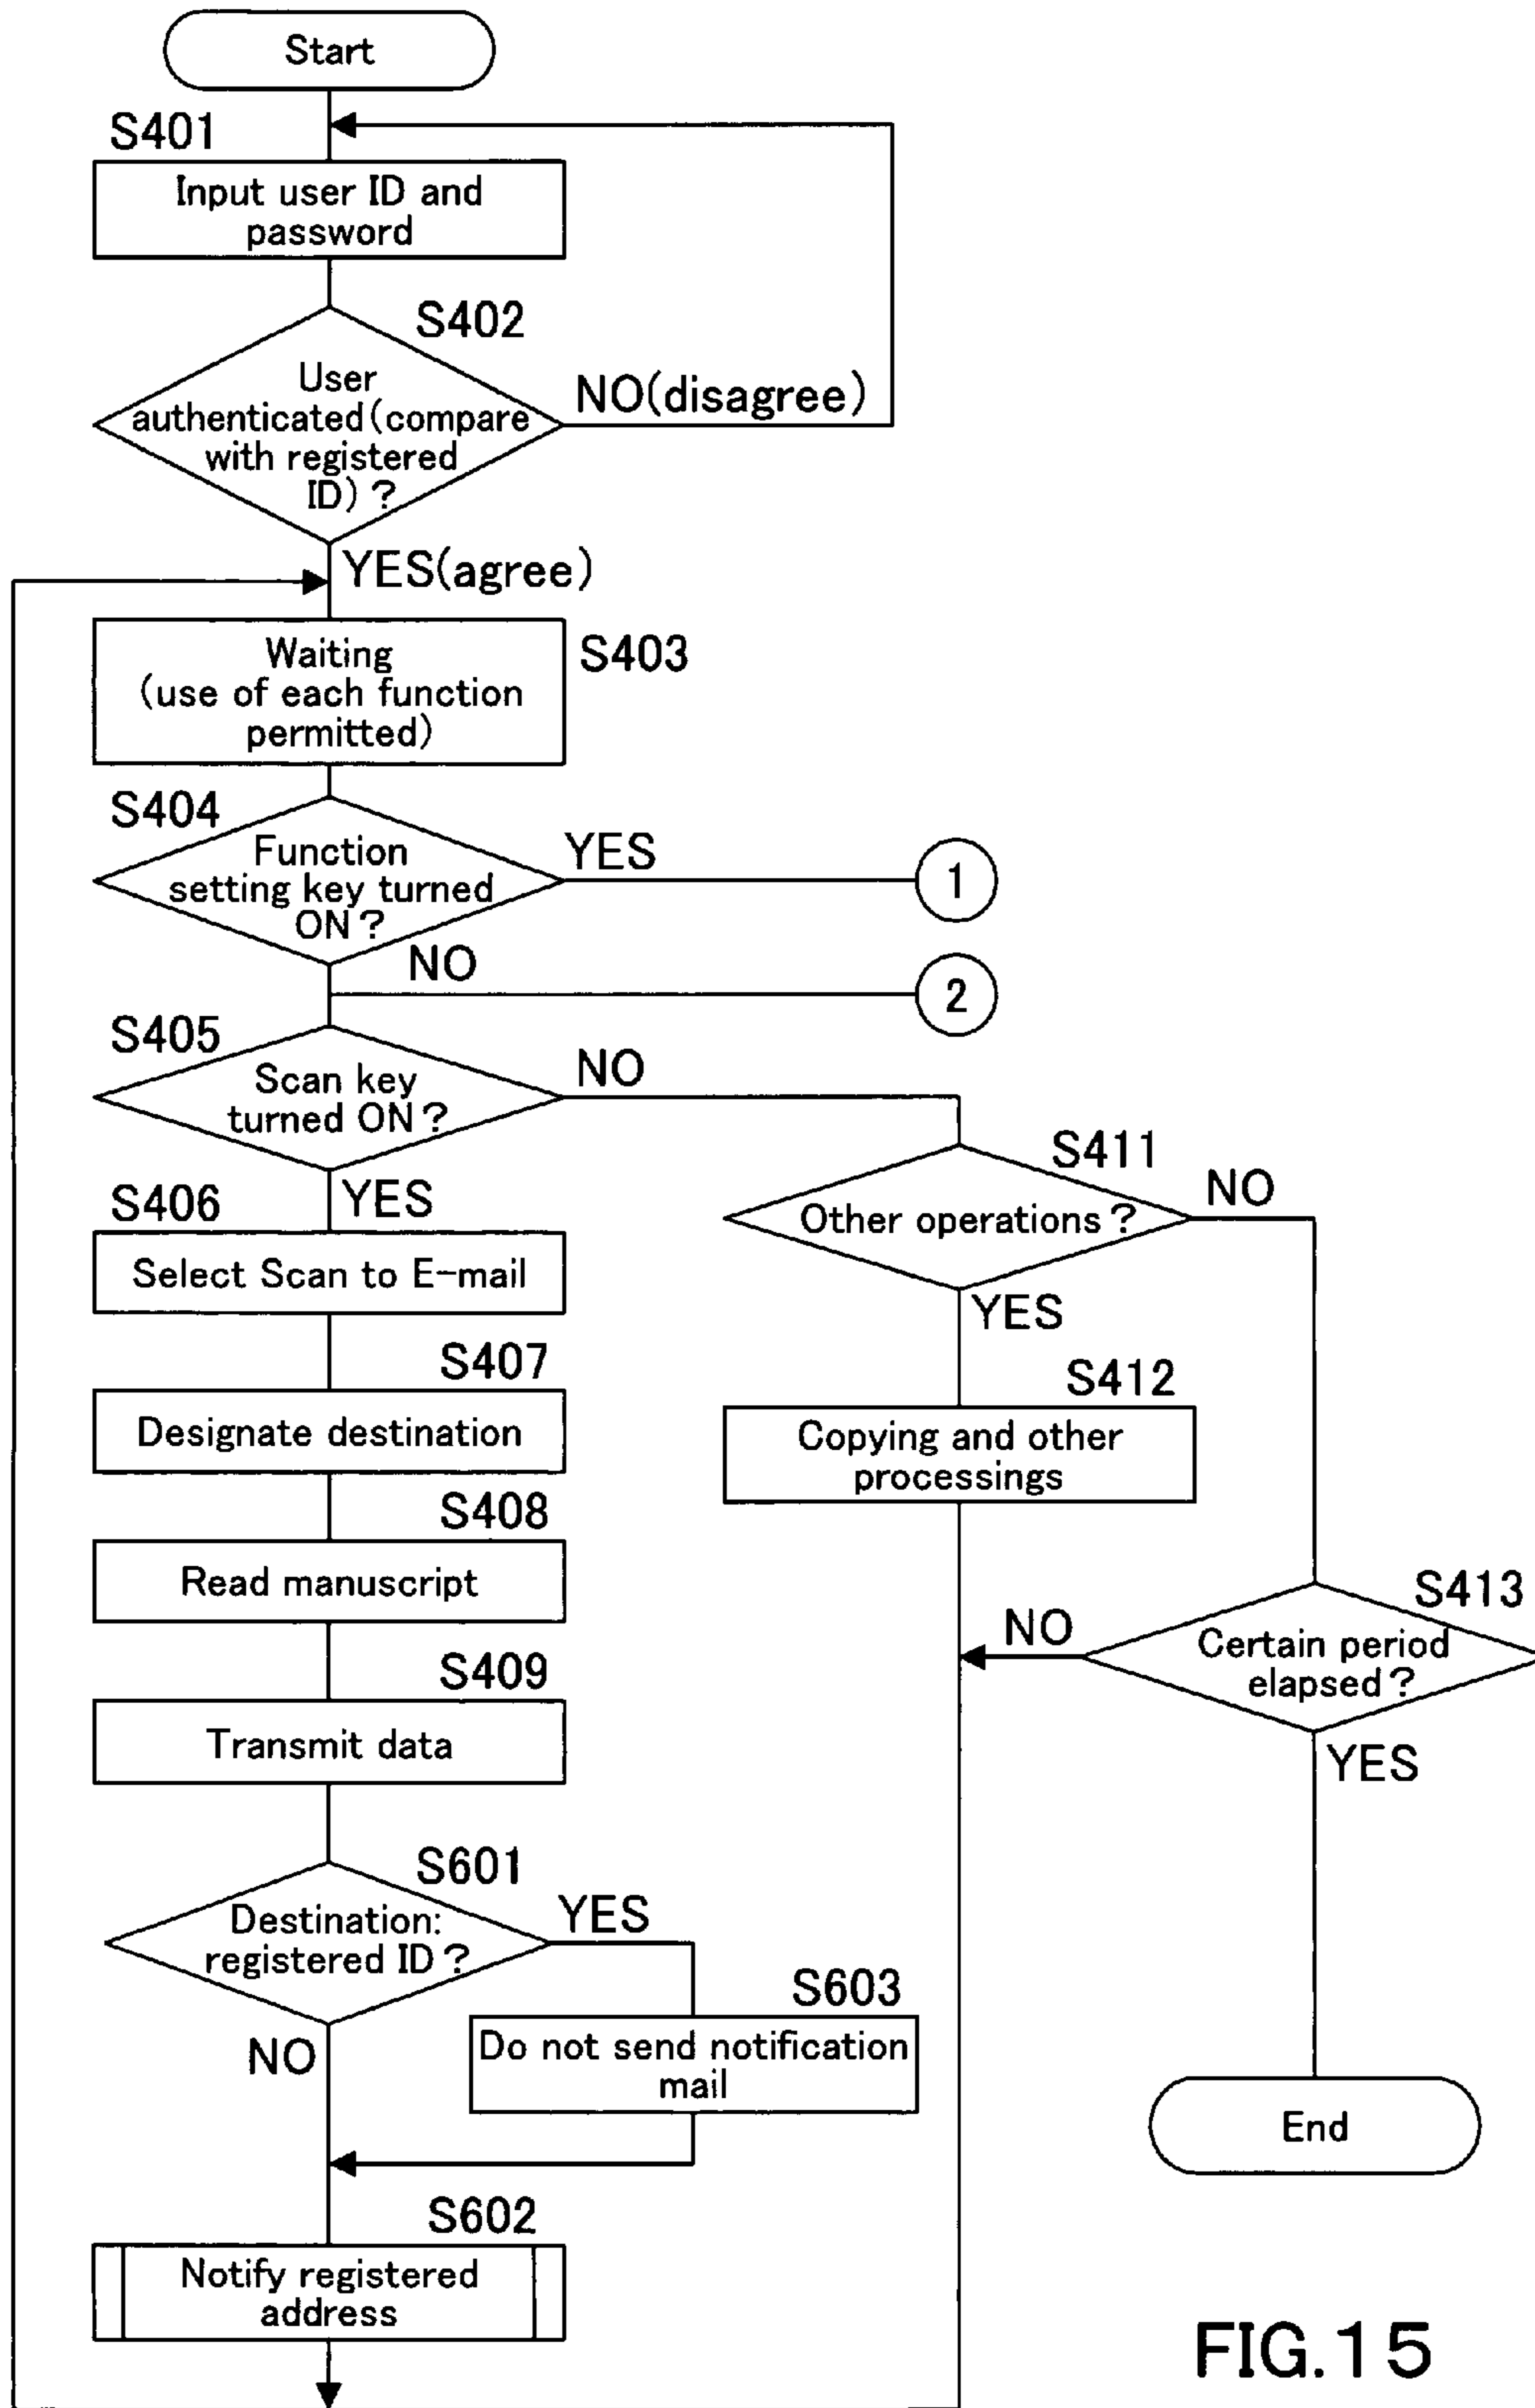 Start
S401
Input user ID and
password
S402
User
authenticated(compare
with registered
ID)?
NO(disagree)
YES(agree)
Waiting
(use of each function
permitted)
S403
S404
Function
setting key turned
ON?
YES
1
NO
2
S405
Scan key
turned ON?
NO
YES
S406
Select Scan to E-mail
S407
Designate destination
S408
Read manuscript
S409
Transmit data
S601
Destination:
registered ID?
YES
NO
S603
Do not send notification
mail
S602
Notify registered
address
S411
Other operations?
NO
YES
S412
Copying and other
processings
S413
Certain period
elapsed?
NO
YES
End
FIG.15